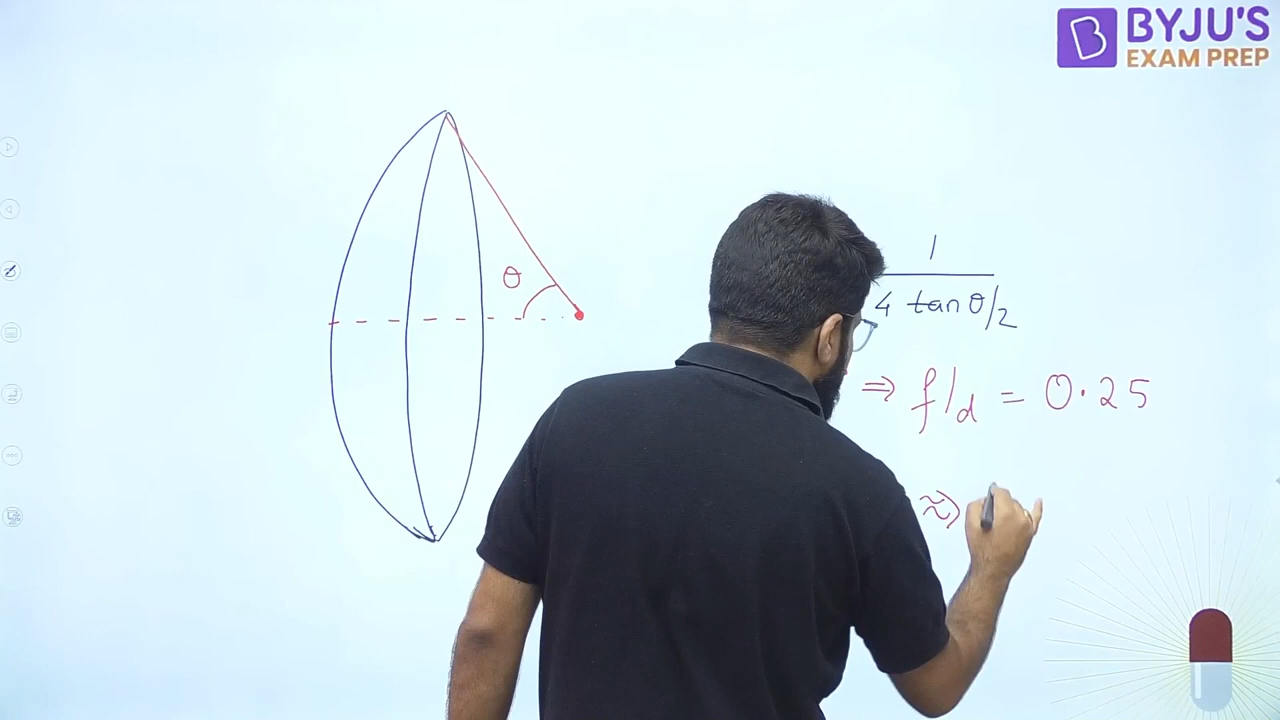 BYJU'S
EXAM PREP
θ
1
4 tan θ/2
⇒ f/d = 0.25
≈>